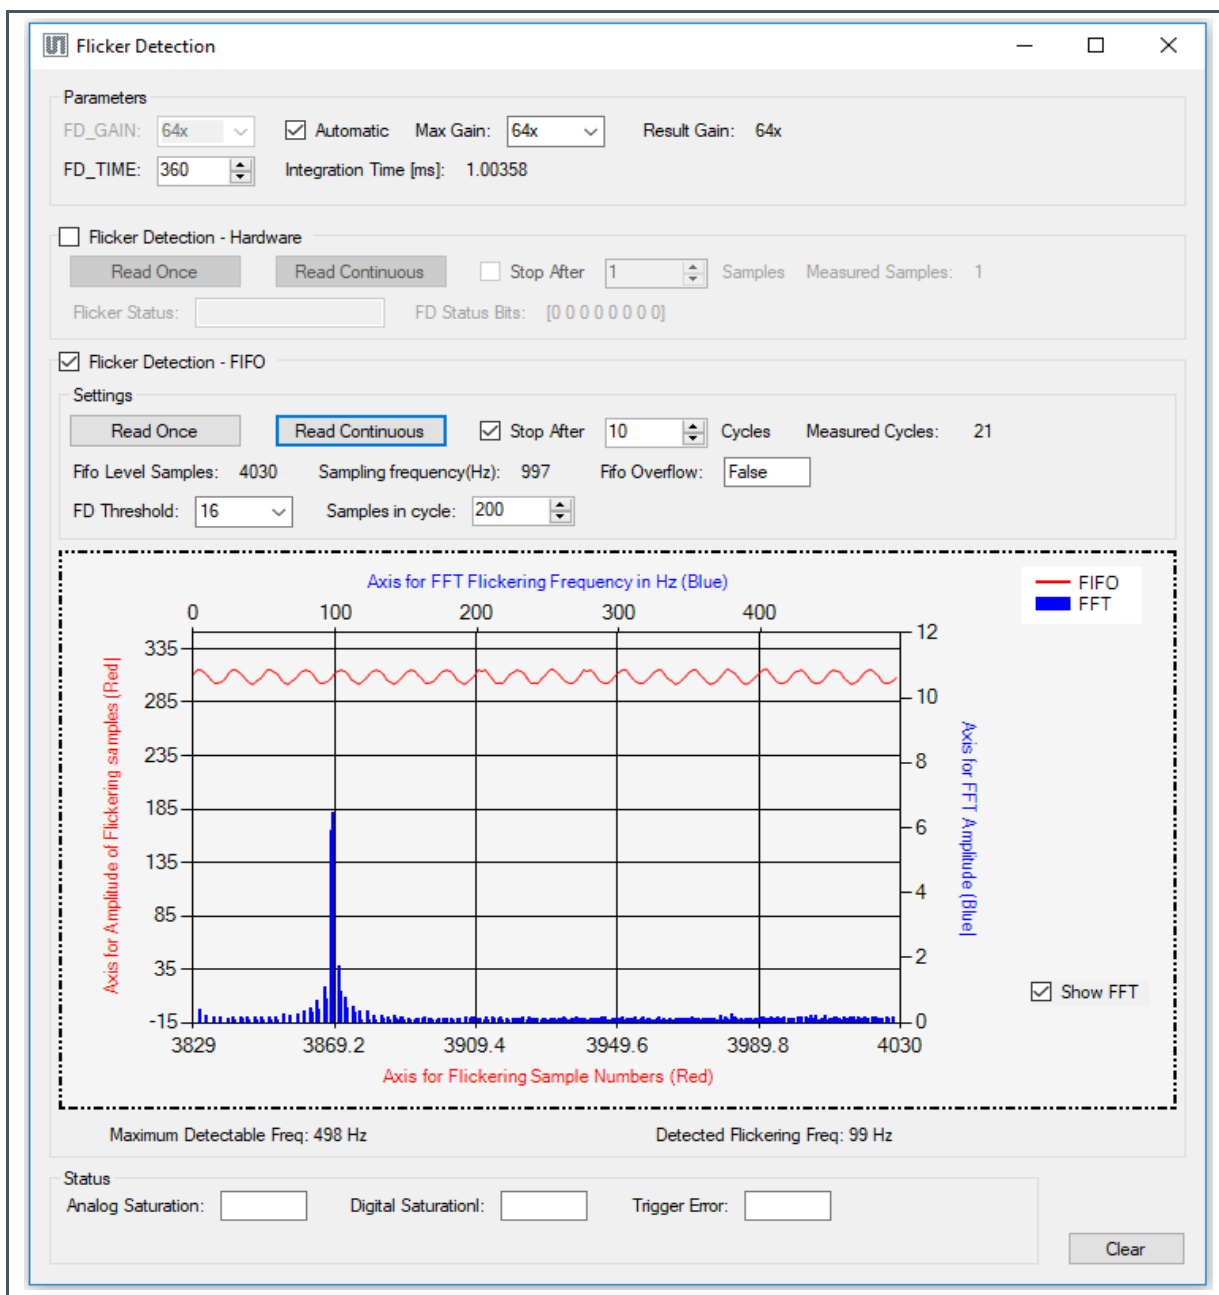 Flicker Detection
Parameters
FD_GAIN: 64x Automatic Max Gain: 64x Result Gain: 64x
FD_TIME: 360 Integration Time [ms]: 1.00358
Flicker Detection - Hardware
Read Once Read Continuous Stop After 1 Samples Measured Samples: 1
Flicker Status: FD Status Bits: [0 0 0 0 0 0 0 0]
Flicker Detection - FIFO
Settings
Read Once Read Continuous Stop After 10 Cycles Measured Cycles: 21
Fifo Level Samples: 4030 Sampling frequency(Hz): 997 Fifo Overflow: False
FD Threshold: 16 Samples in cycle: 200
Axis for FFT Flickering Frequency in Hz (Blue)
FIFO
FFT
0 100 200 300 400
Axis for Amplitude of Flickering samples (Red)
335
285
235
185
135
85
35
-15
12
10
8
6
4
2
0
Axis for FFT Amplitude (Blue)
Show FFT
3829 3869.2 3909.4 3949.6 3989.8 4030
Axis for Flickering Sample Numbers (Red)
Maximum Detectable Freq: 498 Hz Detected Flickering Freq: 99 Hz
Status
Analog Saturation: Digital Saturationl: Trigger Error:
Clear